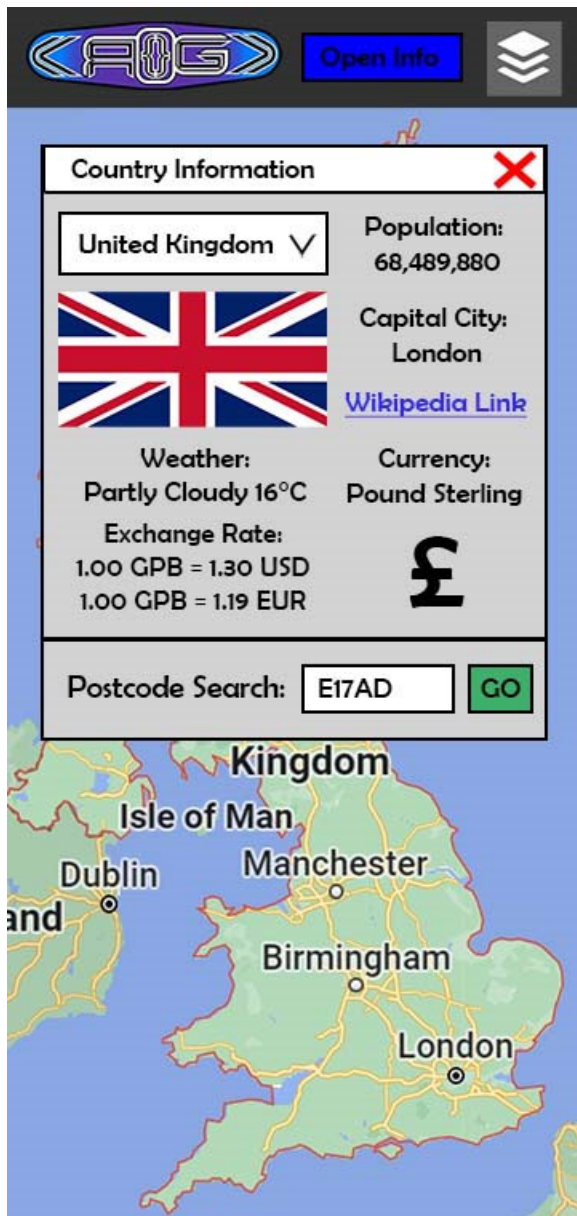 Open Info
Country Information
United Kingdom
Population:
68,489,880
Capital City:
London
Wikipedia Link
Weather:
Partly Cloudy 16°C
Currency:
Pound Sterling
Exchange Rate:
1.00 GPB = 1.30 USD
1.00 GPB = 1.19 EUR
£
Postcode Search:
E17AD
GO
Kingdom
Isle of Man
Dublin
Manchester
and
Birmingham
London